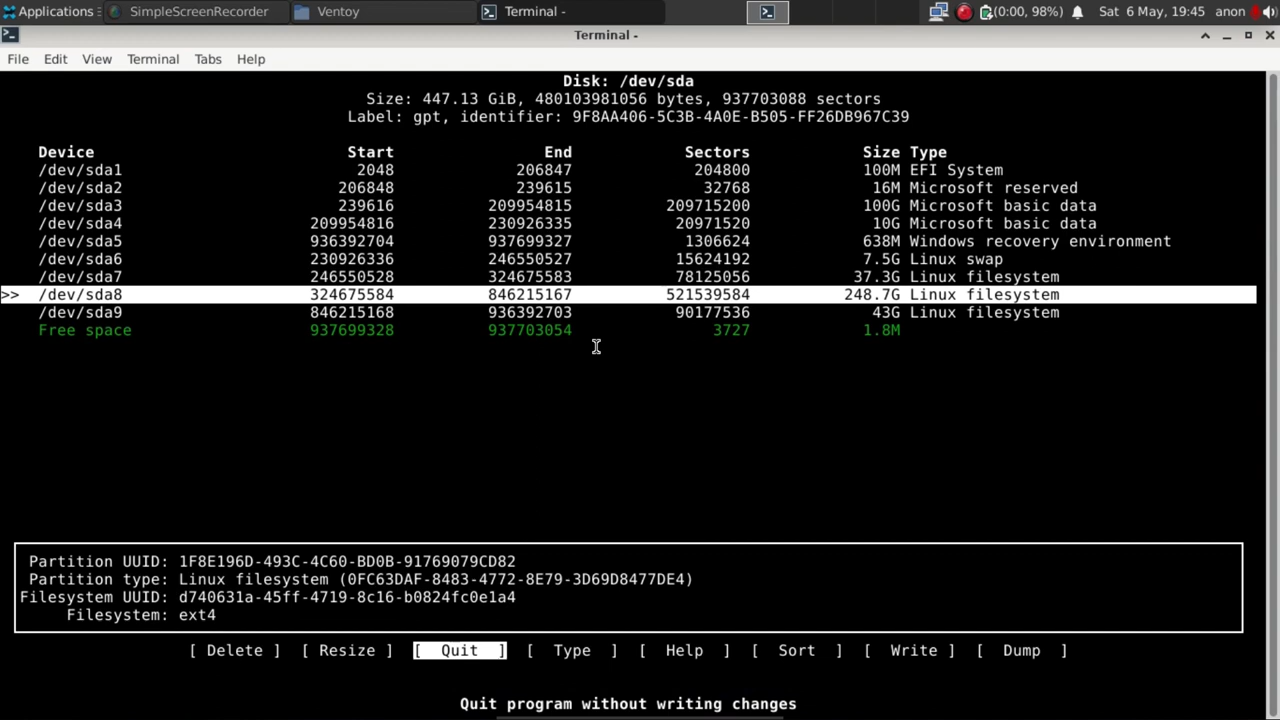 Applications SimpleScreenRecorder Ventoy Terminal - (0:00, 98%) Sat 6 May, 19:45 anon
Terminal -
File Edit View Terminal Tabs Help
Disk: /dev/sda
Size: 447.13 GiB, 480103981056 bytes, 937703088 sectors
Label: gpt, identifier: 9F8AA406-5C3B-4A0E-B505-FF26DB967C39
Device Start End Sectors Size Type
/dev/sda1 2048 206847 204800 100M EFI System
/dev/sda2 206848 239615 32768 16M Microsoft reserved
/dev/sda3 239616 209954815 209715200 100G Microsoft basic data
/dev/sda4 209954816 230926335 20971520 10G Microsoft basic data
/dev/sda5 936392704 937699327 1306624 638M Windows recovery environment
/dev/sda6 230926336 246550527 15624192 7.5G Linux swap
/dev/sda7 246550528 324675583 78125056 37.3G Linux filesystem
>> /dev/sda8 324675584 846215167 521539584 248.7G Linux filesystem
/dev/sda9 846215168 936392703 90177536 43G Linux filesystem
Free space 937699328 937703054 3727 1.8M
Partition UUID: 1F8E196D-493C-4C60-BD0B-91769079CD82
Partition type: Linux filesystem (0FC63DAF-8483-4772-8E79-3D69D8477DE4)
Filesystem UUID: d740631a-45ff-4719-8c16-b0824fc0e1a4
Filesystem: ext4
[ Delete ] [ Resize ] [ Quit ] [ Type ] [ Help ] [ Sort ] [ Write ] [ Dump ]
Quit program without writing changes